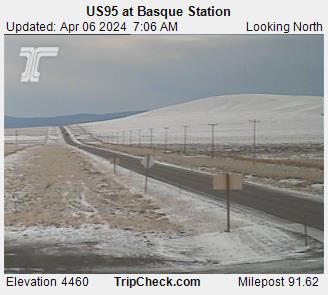 US95 at Basque Station
Updated: Apr 06 2024 7:06 AM Looking North
Elevation 4460 TripCheck.com Milepost 91.62